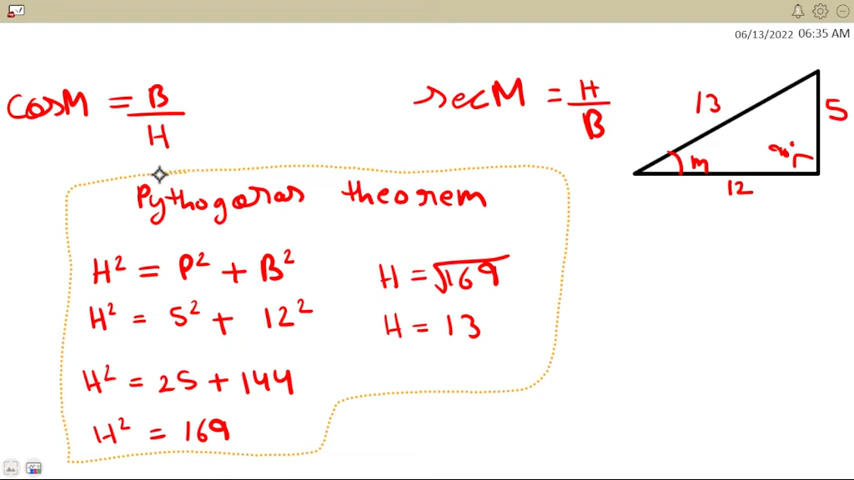 06/13/2022 06:35 AM
cosM = B/H
secM = H/B
13
5
90°
m
12
Pythogoras theorem
H² = P² + B²
H² = 5² + 12²
H² = 25 + 144
H² = 169
H = √169
H = 13